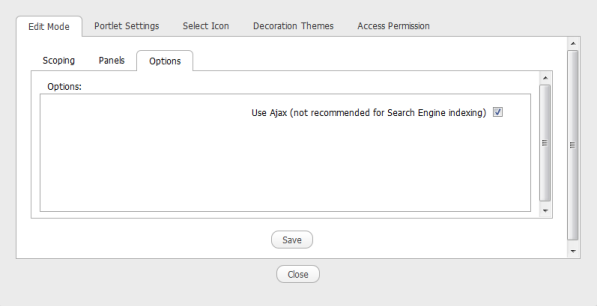 Edit Mode Portlet Settings Select Icon Decoration Themes Access Permission
Scoping Panels Options
Options:
Use Ajax (not recommended for Search Engine indexing)
Save
Close